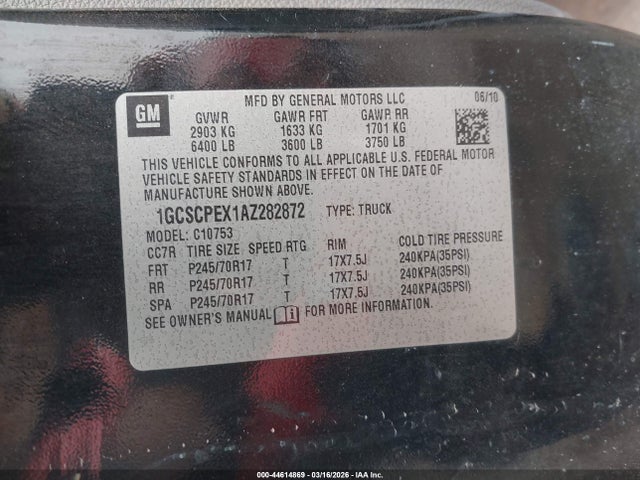 GM
MFD BY GENERAL MOTORS LLC 06/10
GVWR GAWR FRT GAWR RR
2903 KG 1633 KG 1701 KG
6400 LB 3600 LB 3750 LB
THIS VEHICLE CONFORMS TO ALL APPLICABLE U.S. FEDERAL MOTOR
VEHICLE SAFETY STANDARDS IN EFFECT ON THE DATE OF
MANUFACTURE SHOWN ABOVE.
1GCSCPEX1AZ282872 TYPE: TRUCK
MODEL: C10753
CC7R TIRE SIZE SPEED RTG RIM COLD TIRE PRESSURE
FRT P245/70R17 T 17X7.5J 240KPA(35PSI)
RR P245/70R17 T 17X7.5J 240KPA(35PSI)
SPA P245/70R17 T 17X7.5J 240KPA(35PSI)
SEE OWNER'S MANUAL FOR MORE INFORMATION.
000-44614869 | 03/16/2026 | IAA Inc.